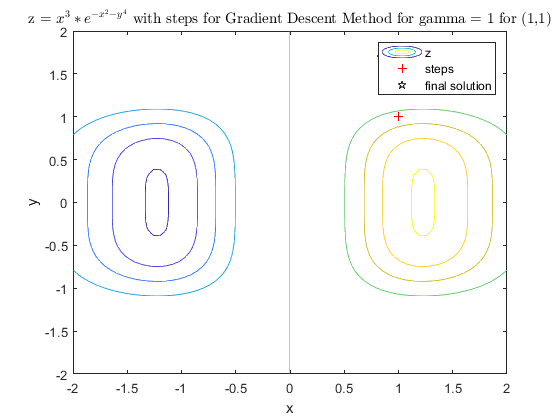 z = x^3 * e^{-x^2-y^4} with steps for Gradient Descent Method for gamma = 1 for (1,1)
2
z
steps
final solution
1.5
1
0.5
y
0
-0.5
-1
-1.5
-2
-2 -1.5 -1 -0.5 0 0.5 1 1.5 2
x